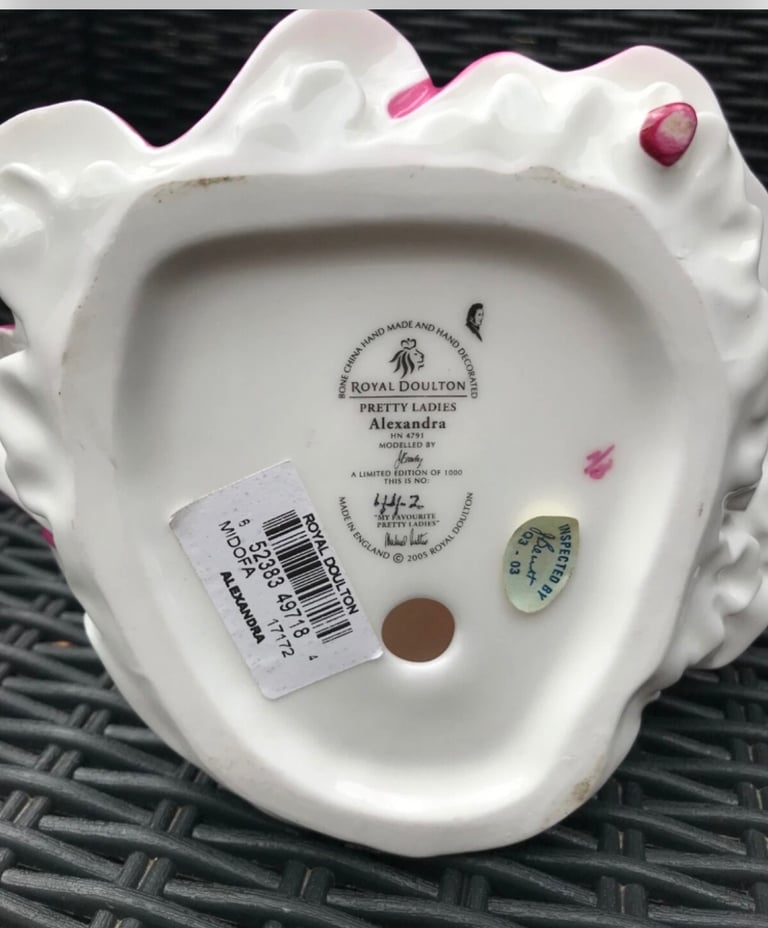 BONE CHINA HAND MADE AND HAND DECORATED
ROYAL DOULTON
PRETTY LADIES
Alexandra
HN 4791
MODELLED BY
A LIMITED EDITION OF 1000
THIS IS NO:
"MY FAVOURITE
PRETTY LADIES"
MADE IN ENGLAND © 2005 ROYAL DOULTON
ROYAL DOULTON
6 52383 49718 4
MIDOFA 17172
ALEXANDRA
INSPECTED BY
03-03